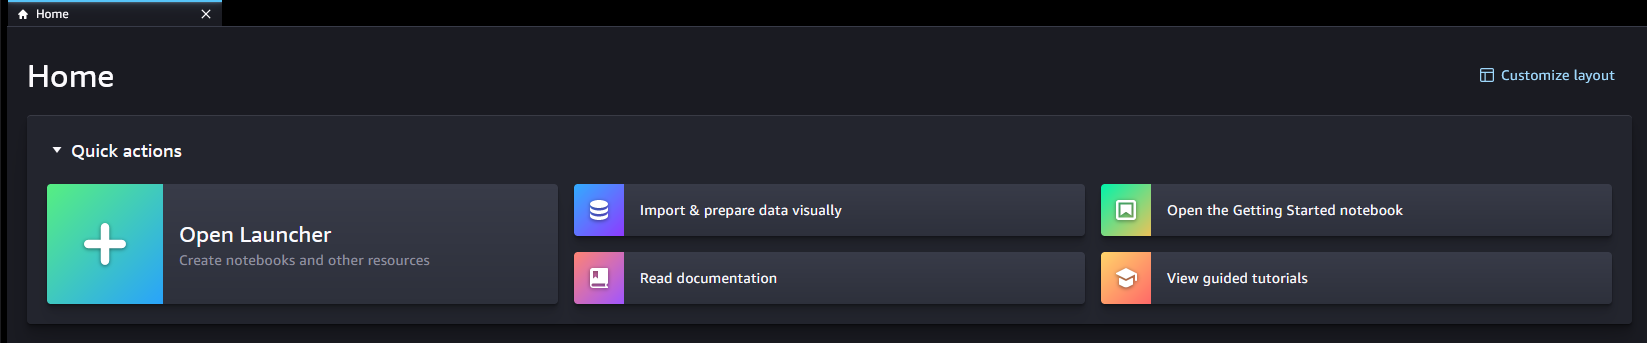 Home
Home
Customize layout
Quick actions
Open Launcher
Create notebooks and other resources
Import & prepare data visually
Open the Getting Started notebook
Read documentation
View guided tutorials